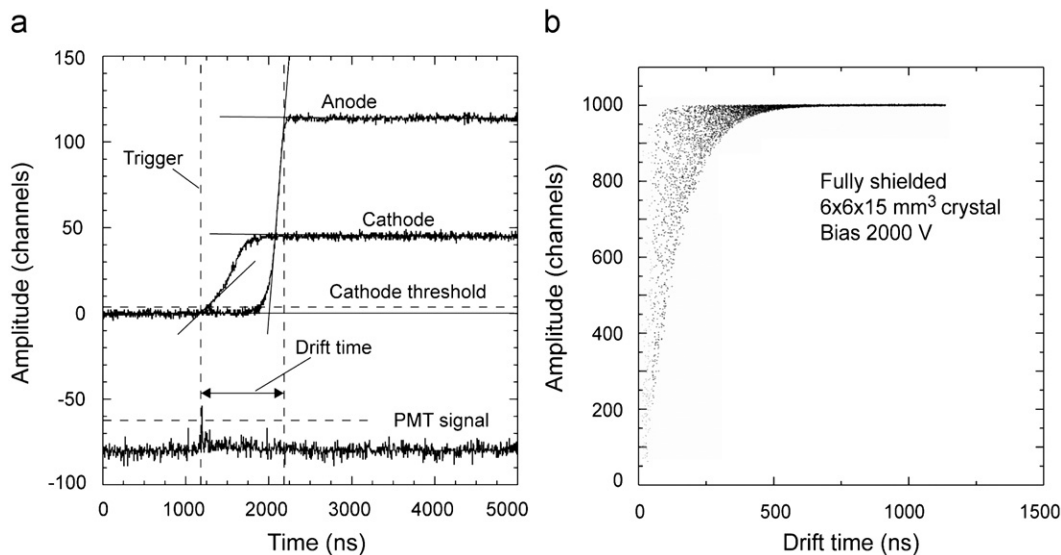 a
150
100
50
0
-50
-100
Amplitude (channels)
Anode
Trigger
Cathode
Cathode threshold
Drift time
PMT signal
0 1000 2000 3000 4000 5000
Time (ns)
b
1000
800
600
400
200
0
Amplitude (channels)
Fully shielded
6x6x15 mm³ crystal
Bias 2000 V
0 500 1000 1500
Drift time (ns)